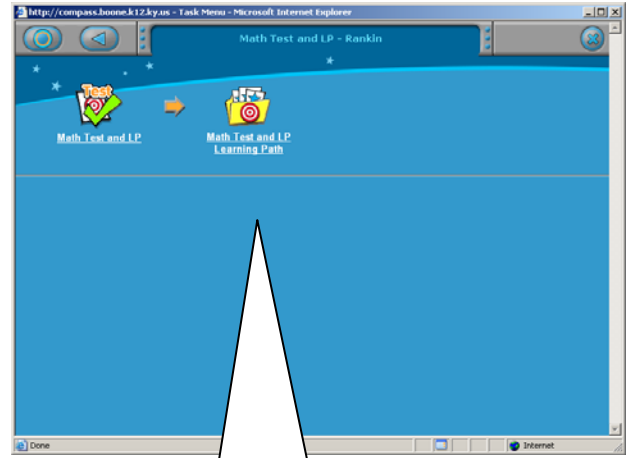 http://compass.boone.k12.ky.us - Task Menu - Microsoft Internet Explorer
Math Test and LP - Rankin
Test
Math Test and LP
Math Test and LP
Learning Path
Done
Internet